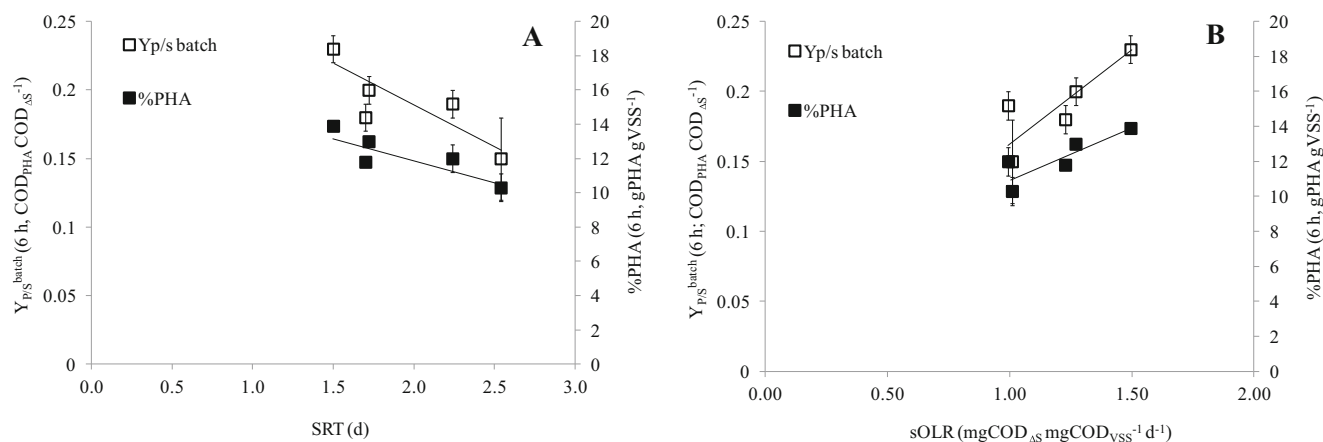 A
Yp/s batch
%PHA
0.25
0.2
0.15
0.1
0.05
0
20
18
16
14
12
10
8
6
4
2
0
0.0 0.5 1.0 1.5 2.0 2.5 3.0
SRT (d)
Y_P/S^batch (6 h, COD_PHA COD_ΔS^-1)
%PHA (6 h, gPHA gVSS^-1)
B
Yp/s batch
%PHA
0.25
0.2
0.15
0.1
0.05
0
20
18
16
14
12
10
8
6
4
2
0
0.00 0.50 1.00 1.50 2.00
sOLR (mgCOD_ΔS mgCOD_VSS^-1 d^-1)
Y_P/S^batch (6 h; COD_PHA COD_ΔS^-1)
%PHA (6 h, gPHA gVSS^-1)